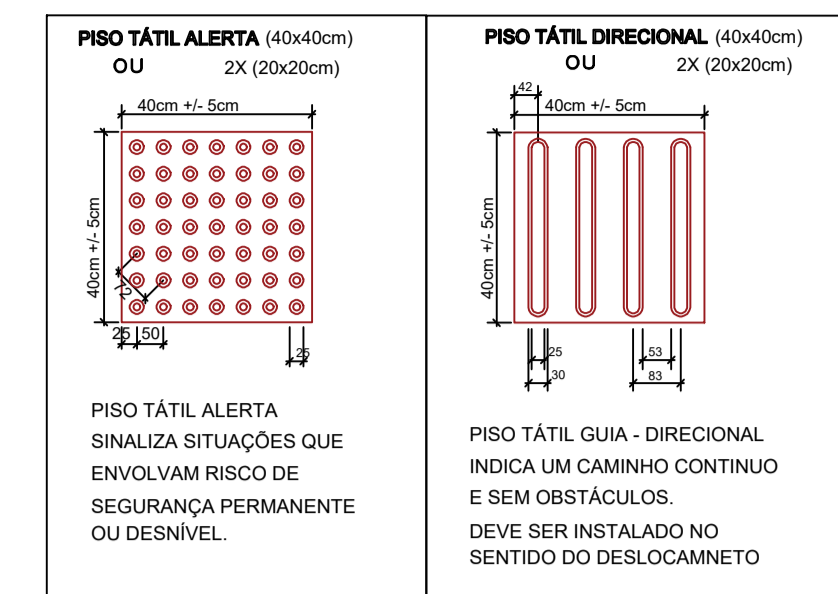 PISO TÁTIL ALERTA (40x40cm)
OU 2X (20x20cm)
40cm +/- 5cm
40cm +/- 5cm
72
25 50
25
PISO TÁTIL ALERTA
SINALIZA SITUAÇÕES QUE
ENVOLVAM RISCO DE
SEGURANÇA PERMANENTE
OU DESNÍVEL.
PISO TÁTIL DIRECIONAL (40x40cm)
OU 2X (20x20cm)
42
40cm +/- 5cm
40cm +/- 5cm
25 53
30 83
PISO TÁTIL GUIA - DIRECIONAL
INDICA UM CAMINHO CONTINUO
E SEM OBSTÁCULOS.
DEVE SER INSTALADO NO
SENTIDO DO DESLOCAMNETO